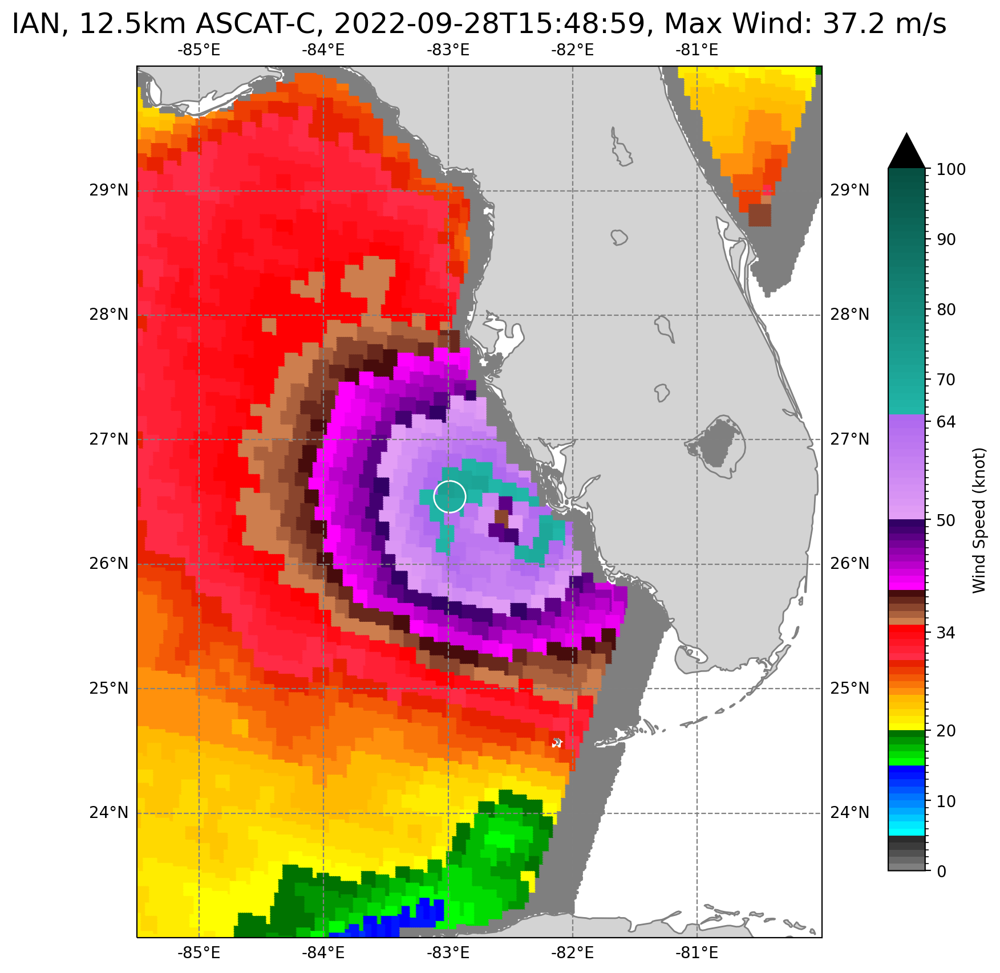 IAN, 12.5km ASCAT-C, 2022-09-28T15:48:59, Max Wind: 37.2 m/s
-85°E -84°E -83°E -82°E -81°E
29°N 29°N
28°N 28°N
27°N 27°N
26°N 26°N
25°N 25°N
24°N 24°N
-85°E -84°E -83°E -82°E -81°E
100
90
80
70
64
50
34
20
10
0
Wind Speed (knot)